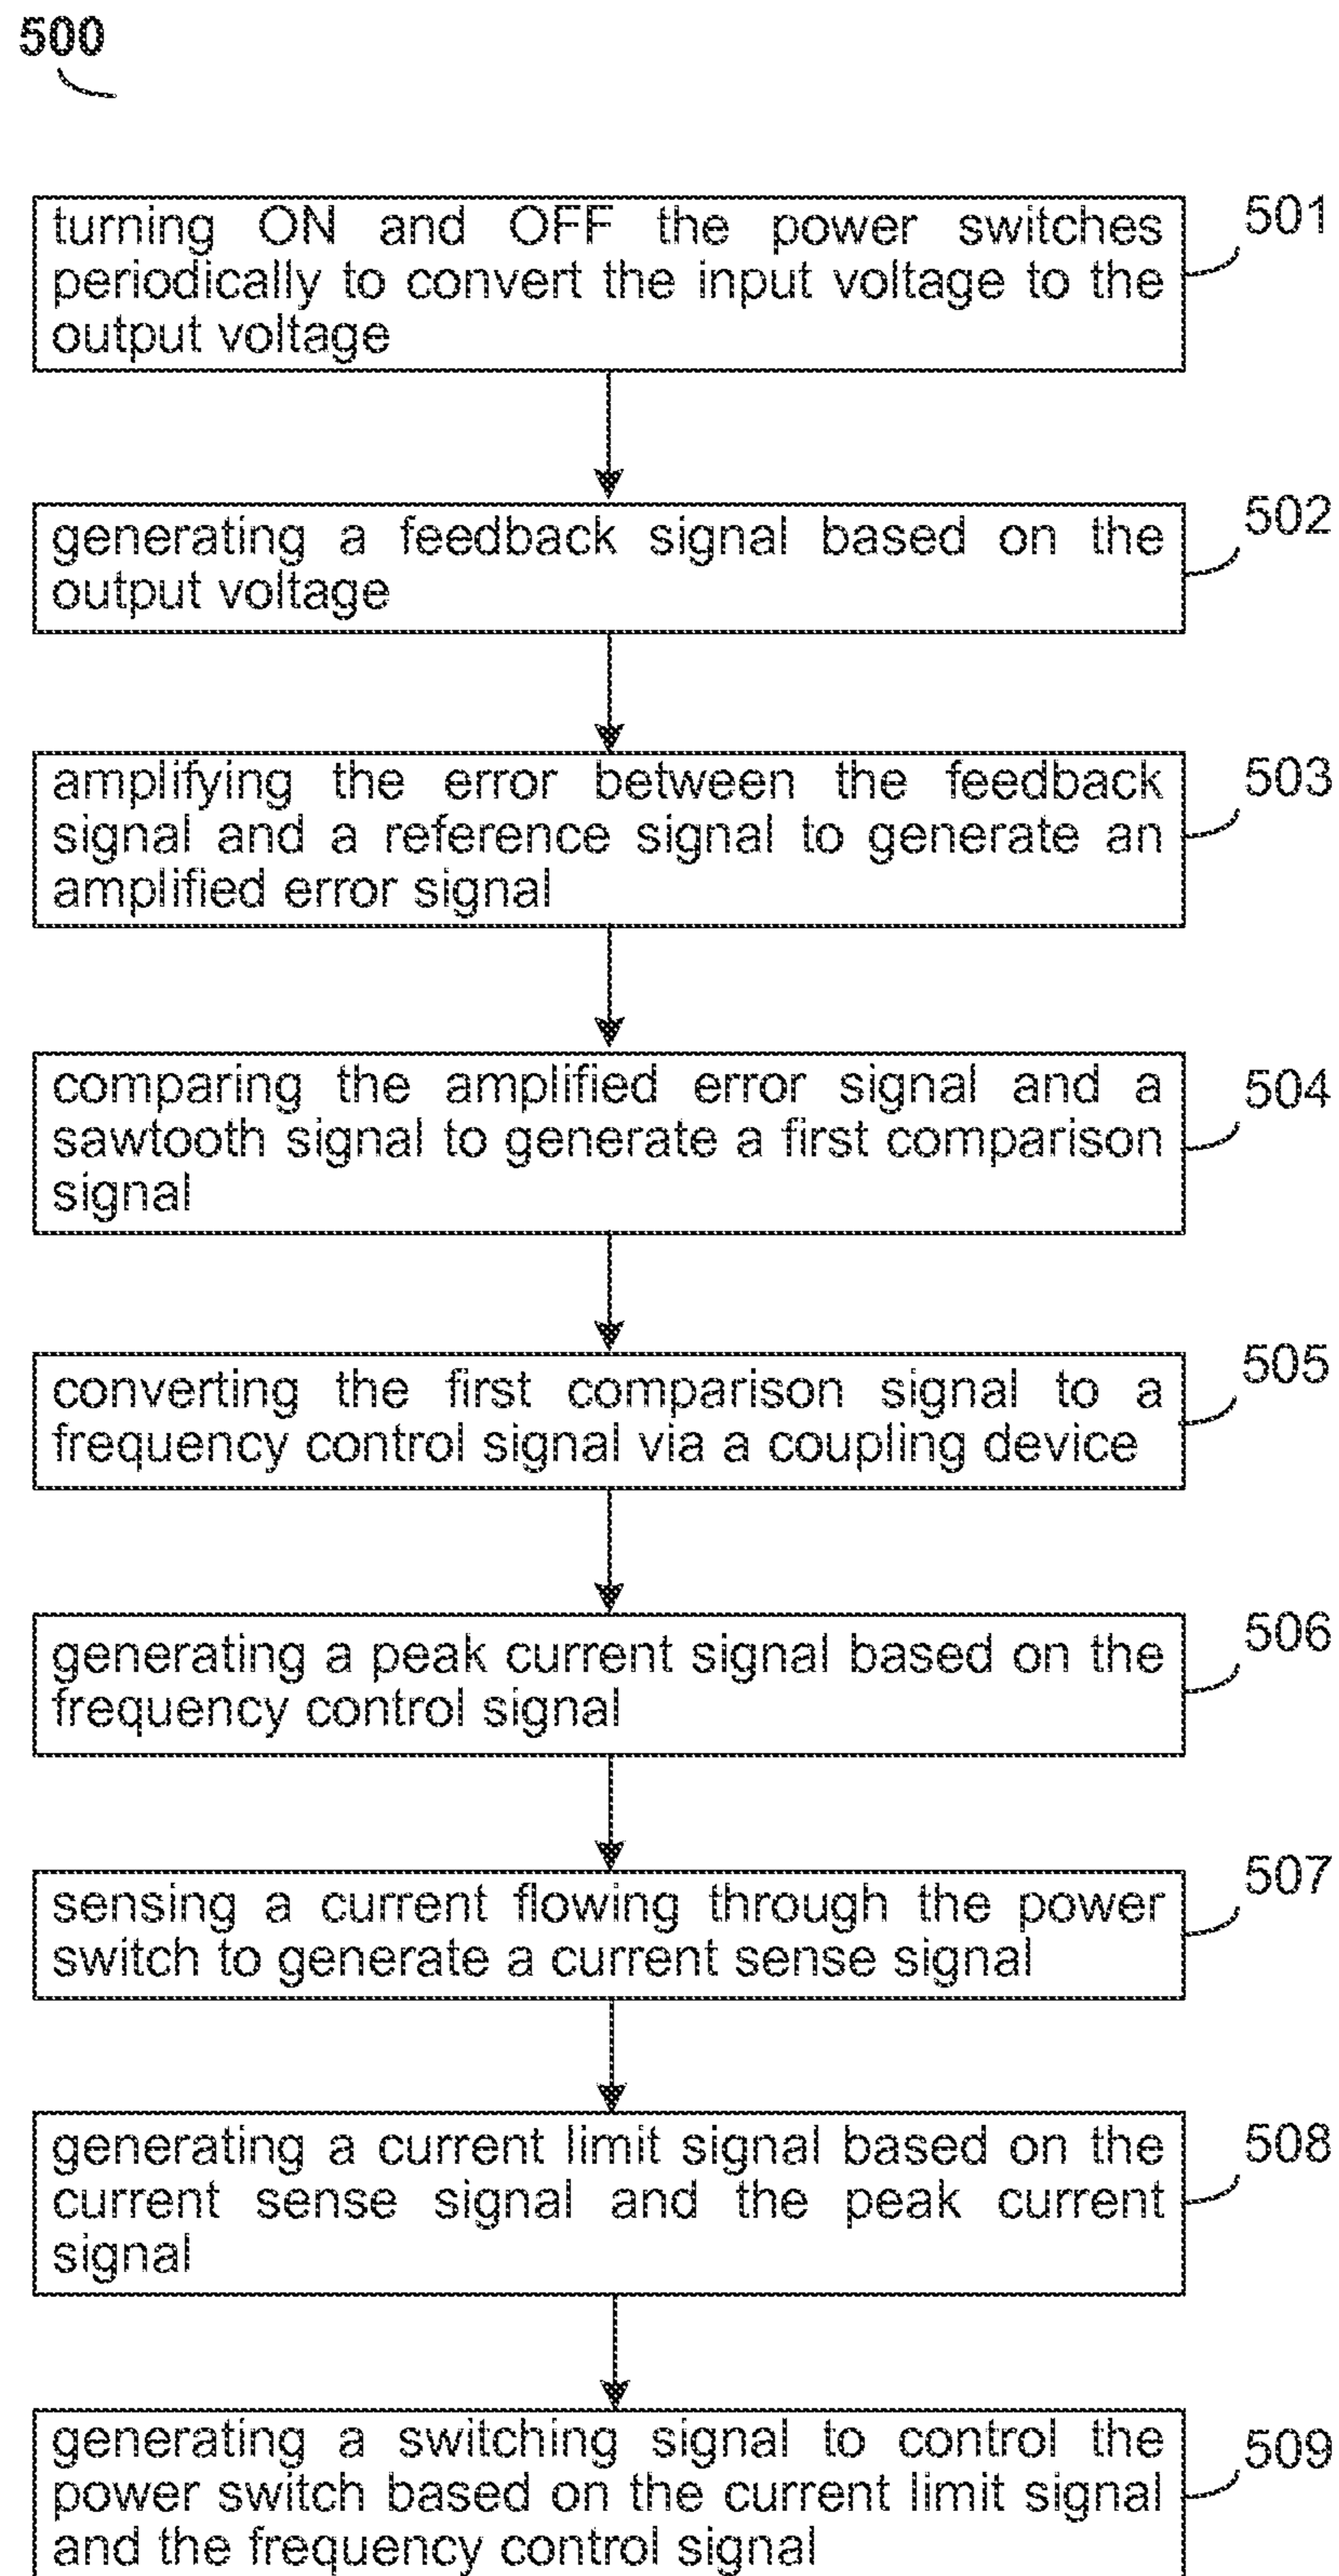 500
turning ON and OFF the power switches
periodically to convert the input voltage to the
output voltage
501
generating a feedback signal based on the
output voltage
502
amplifying the error between the feedback
signal and a reference signal to generate an
amplified error signal
503
comparing the amplified error signal and a
sawtooth signal to generate a first comparison
signal
504
converting the first comparison signal to a
frequency control signal via a coupling device
505
generating a peak current signal based on the
frequency control signal
506
sensing a current flowing through the power
switch to generate a current sense signal
507
generating a current limit signal based on the
current sense signal and the peak current
signal
508
generating a switching signal to control the
power switch based on the current limit signal
and the frequency control signal
509